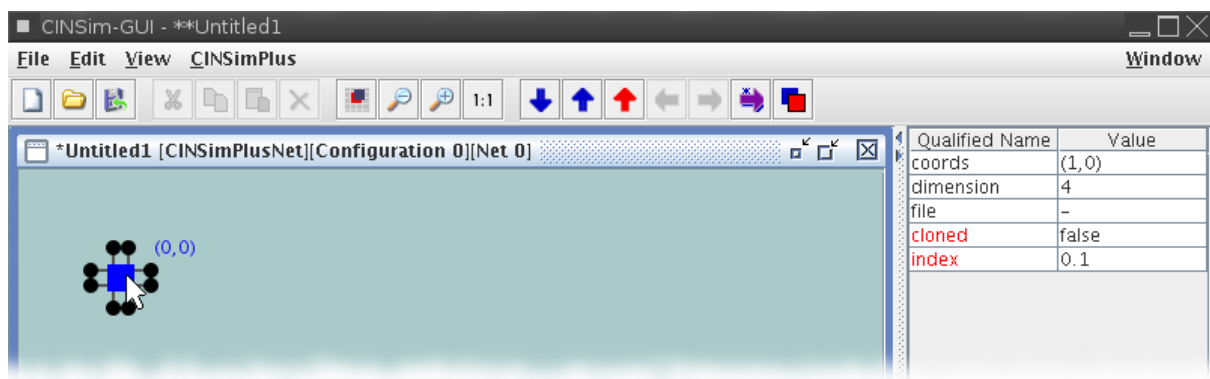 CINSim-GUI - **Untitled1
File Edit View CINSimPlus Window
1:1
*Untitled1 [CINSimPlusNet][Configuration 0][Net 0]
(0,0)
Qualified Name Value
coords (1,0)
dimension 4
file –
cloned false
index 0.1